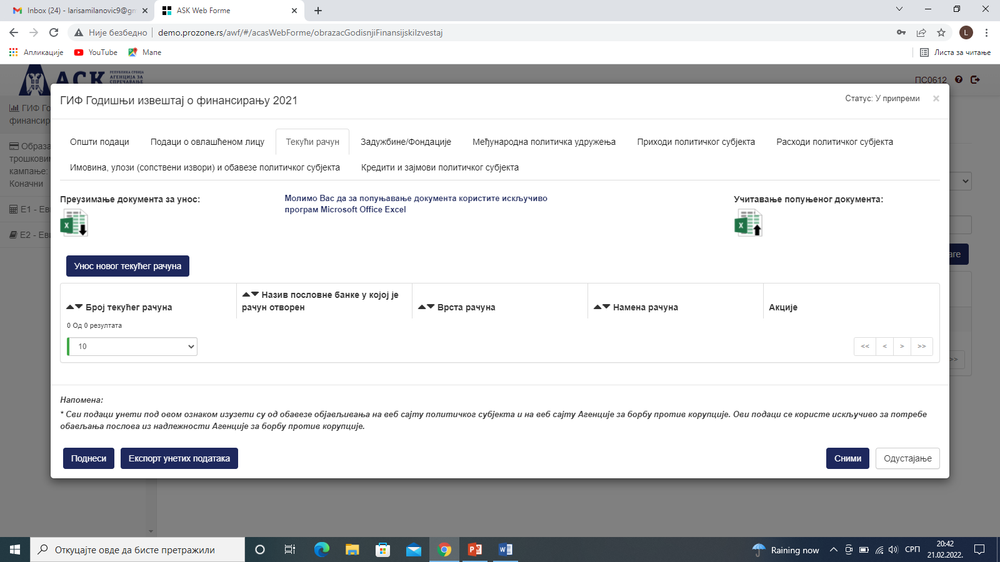 Inbox (24) - larisamilanovic9@gm
ASK Web Forme
Није безбедно
demo.prozone.rs/awf/#/acasWebForme/obrazacGodisnjiFinansijskiIzvestaj
L
Апликације
YouTube
Мапе
Листа за читање
АСК
РЕПУБЛИКА СРБИЈА
АГЕНЦИЈА ЗА
СПРЕЧАВАЊЕ
ПС0612
ГИФ Го
финансир
Образа
трошкови
кампање:
Коначни
Е1 - Еви
Е2 - Еви
ГИФ Годишњи извештај о финансирању 2021
Статус: У припреми
Општи подаци
Подаци о овлашћеном лицу
Текући рачун
Задужбине/Фондације
Међународна политичка удружења
Приходи политичког субјекта
Расходи политичког субјекта
Имовина, улози (сопствени извори) и обавезе политичког субјекта
Кредити и зајмови политичког субјекта
Преузимање документа за унос:
Молимо Вас да за попуњавање документа користите искључиво
програм Microsoft Office Excel
Учитавање попуњеног документа:
Унос новог текућег рачуна
Број текућег рачуна
Назив пословне банке у којој је
рачун отворен
Врста рачуна
Намена рачуна
Акције
0 Од 0 резултата
10
<<
<
>
>>
>>
Напомена:
* Сви подаци унети под овом ознаком изузети су од обавезе објављивања на веб сајту политичког субјекта и на веб сајту Агенције за борбу против корупције. Ови подаци се користе искључиво за потребе
обављања послова из надлежности Агенције за борбу против корупције.
Поднеси
Експорт унетих података
Сними
Одустајање
Откуцајте овде да бисте претражили
Raining now
СРП
20:42
21.02.2022.